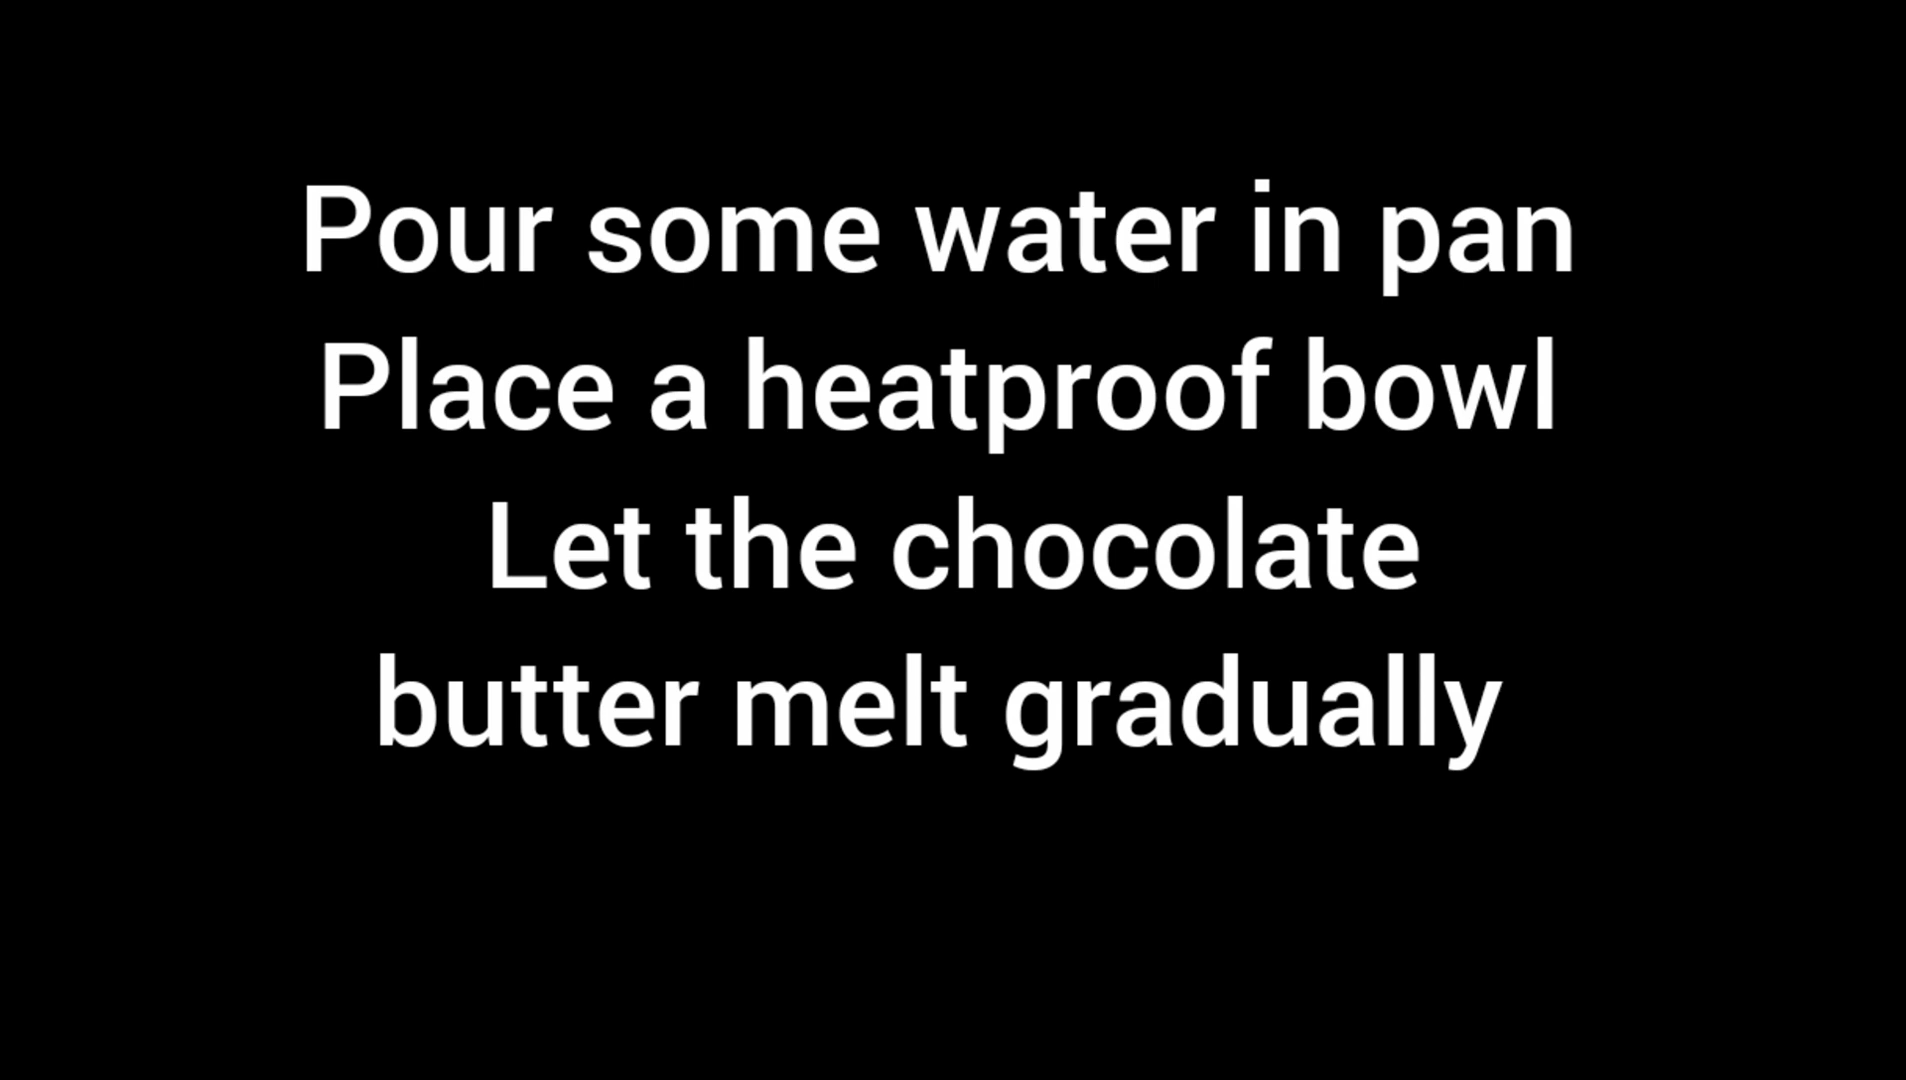 Pour some water in pan
Place a heatproof bowl
Let the chocolate
butter melt gradually